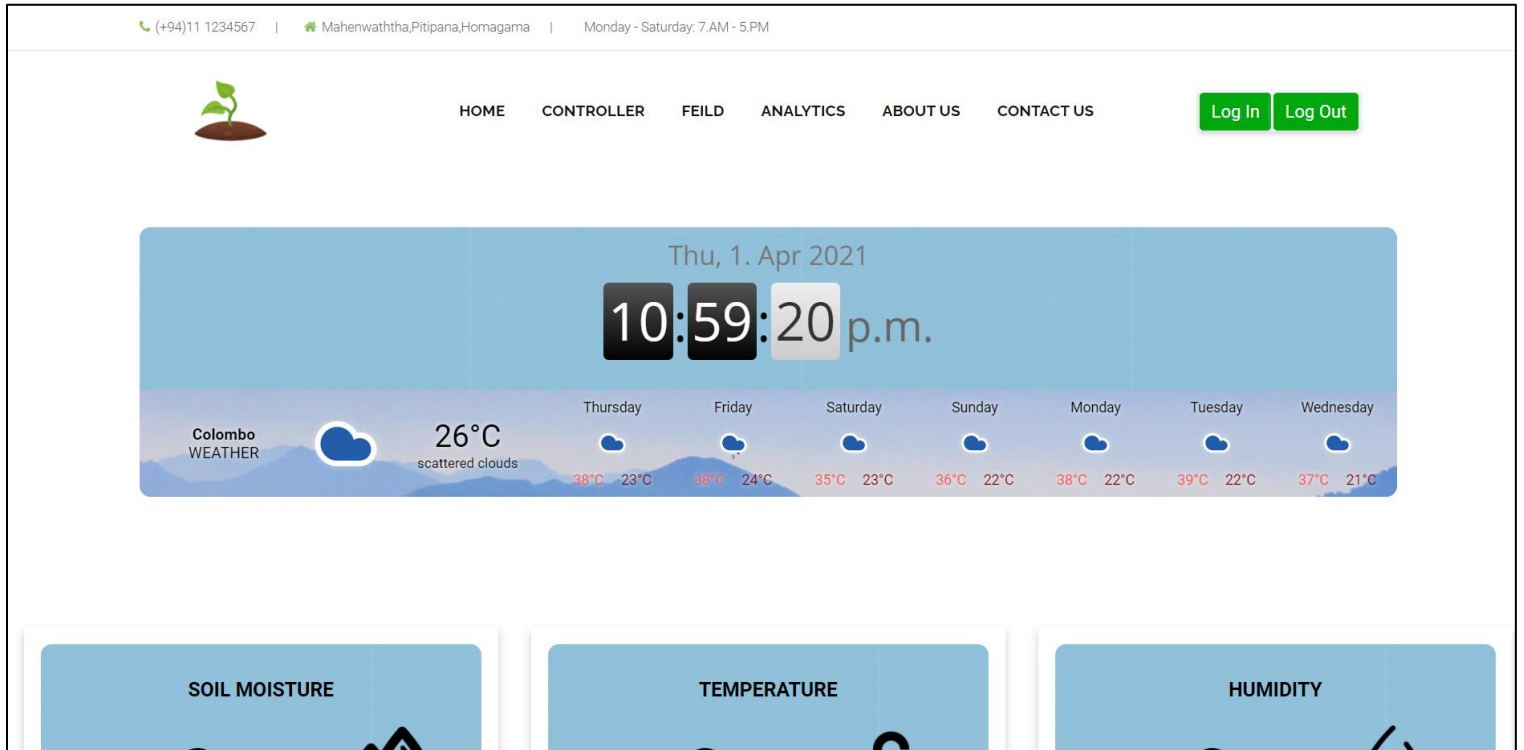 (+94)11 1234567 | Mahenwaththa,Pitipana,Homagama | Monday - Saturday: 7.AM - 5.PM
HOME CONTROLLER FEILD ANALYTICS ABOUT US CONTACT US Log In Log Out
Thu, 1. Apr 2021
10:59:20 p.m.
Thursday Friday Saturday Sunday Monday Tuesday Wednesday
Colombo
WEATHER
26°C
scattered clouds
38°C 23°C 38°C 24°C 35°C 23°C 36°C 22°C 38°C 22°C 39°C 22°C 37°C 21°C
SOIL MOISTURE TEMPERATURE HUMIDITY